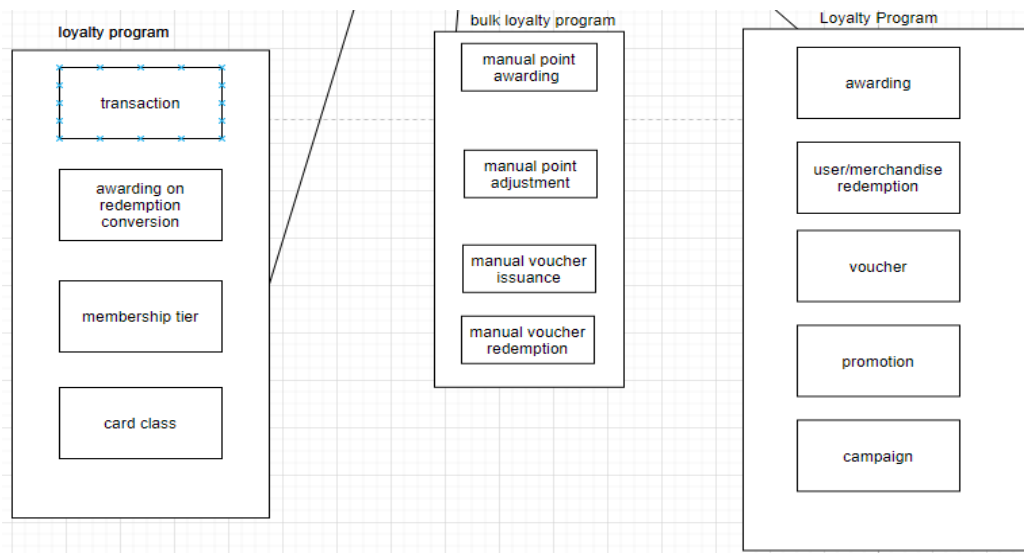 loyalty program
transaction
awarding on
redemption
conversion
membership tier
card class
bulk loyalty program
manual point
awarding
manual point
adjustment
manual voucher
issuance
manual voucher
redemption
Loyalty Program
awarding
user/merchandise
redemption
voucher
promotion
campaign